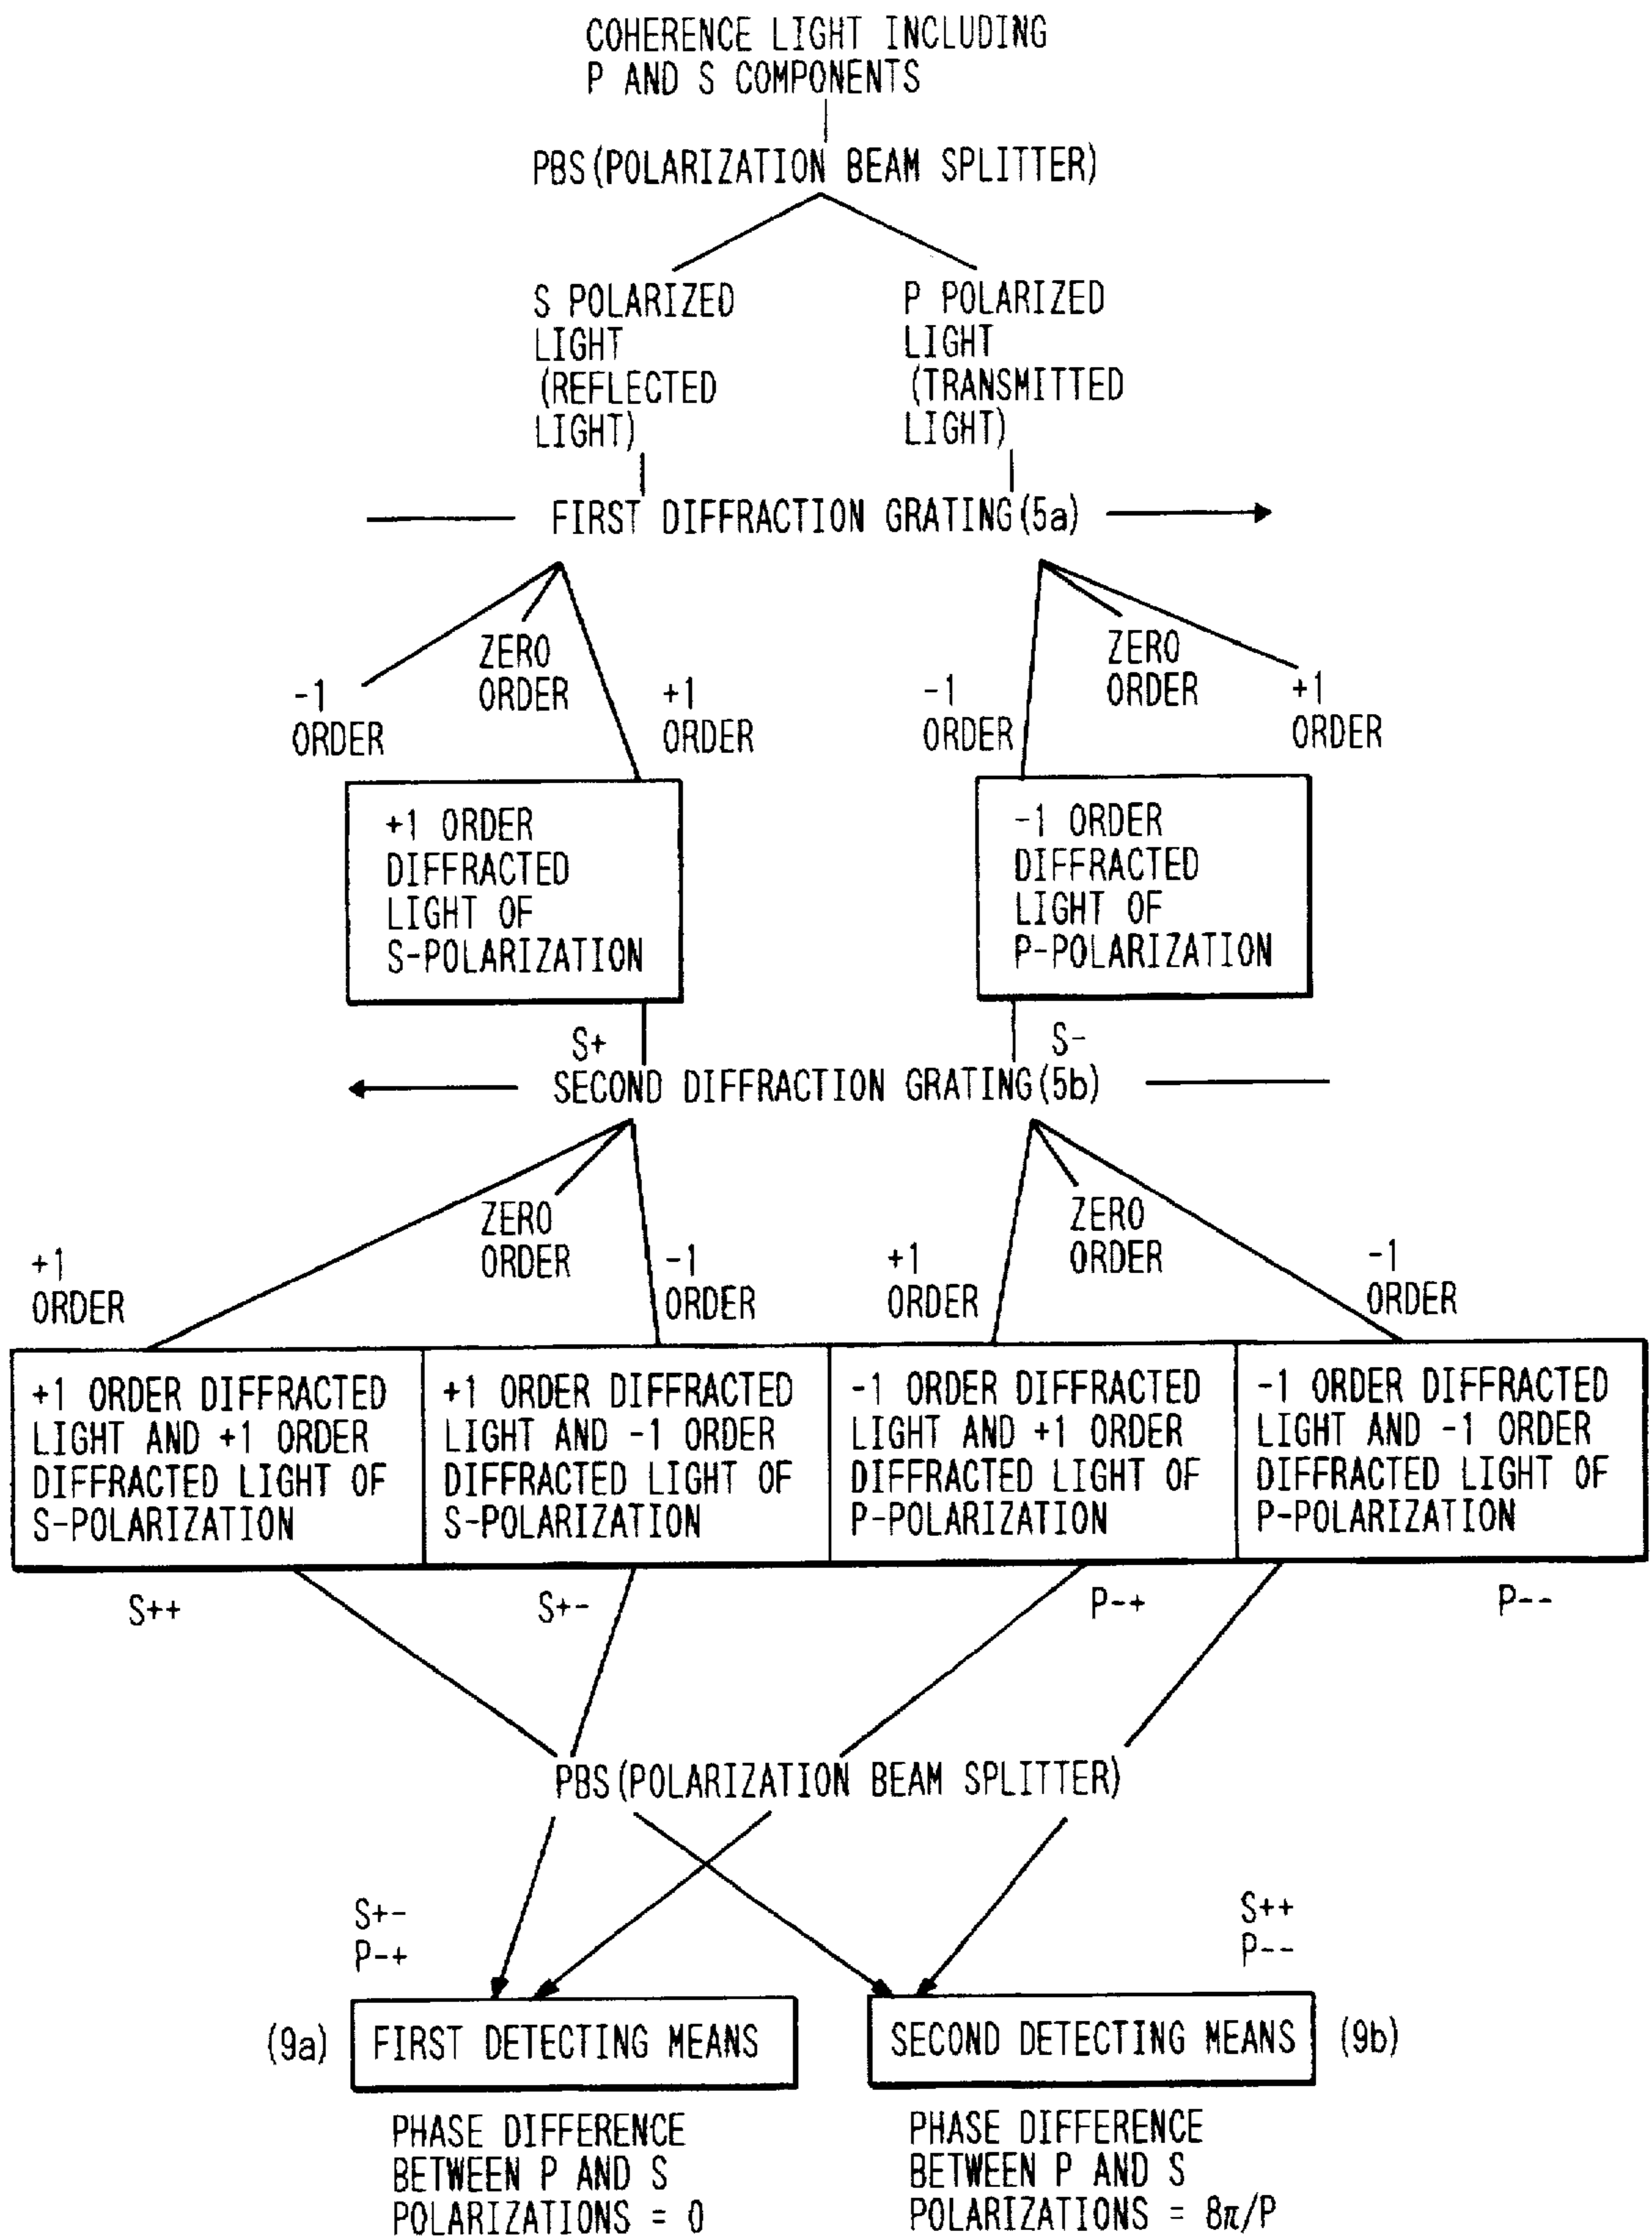 COHERENCE LIGHT INCLUDING
P AND S COMPONENTS
PBS(POLARIZATION BEAM SPLITTER)
S POLARIZED
LIGHT
(REFLECTED
LIGHT)
P POLARIZED
LIGHT
(TRANSMITTED
LIGHT)
FIRST DIFFRACTION GRATING(5a)
-1
ORDER
ZERO
ORDER
+1
ORDER
-1
ORDER
ZERO
ORDER
+1
ORDER
+1 ORDER
DIFFRACTED
LIGHT OF
S-POLARIZATION
-1 ORDER
DIFFRACTED
LIGHT OF
P-POLARIZATION
S+
S-
SECOND DIFFRACTION GRATING(5b)
+1
ORDER
ZERO
ORDER
-1
ORDER
+1
ORDER
ZERO
ORDER
-1
ORDER
+1 ORDER DIFFRACTED
LIGHT AND +1 ORDER
DIFFRACTED LIGHT OF
S-POLARIZATION
+1 ORDER DIFFRACTED
LIGHT AND -1 ORDER
DIFFRACTED LIGHT OF
S-POLARIZATION
-1 ORDER DIFFRACTED
LIGHT AND +1 ORDER
DIFFRACTED LIGHT OF
P-POLARIZATION
-1 ORDER DIFFRACTED
LIGHT AND -1 ORDER
DIFFRACTED LIGHT OF
P-POLARIZATION
S++
S+-
P-+
P--
PBS(POLARIZATION BEAM SPLITTER)
S+-
P-+
S++
P--
(9a)
FIRST DETECTING MEANS
SECOND DETECTING MEANS
(9b)
PHASE DIFFERENCE
BETWEEN P AND S
POLARIZATIONS = 0
PHASE DIFFERENCE
BETWEEN P AND S
POLARIZATIONS = 8π/P